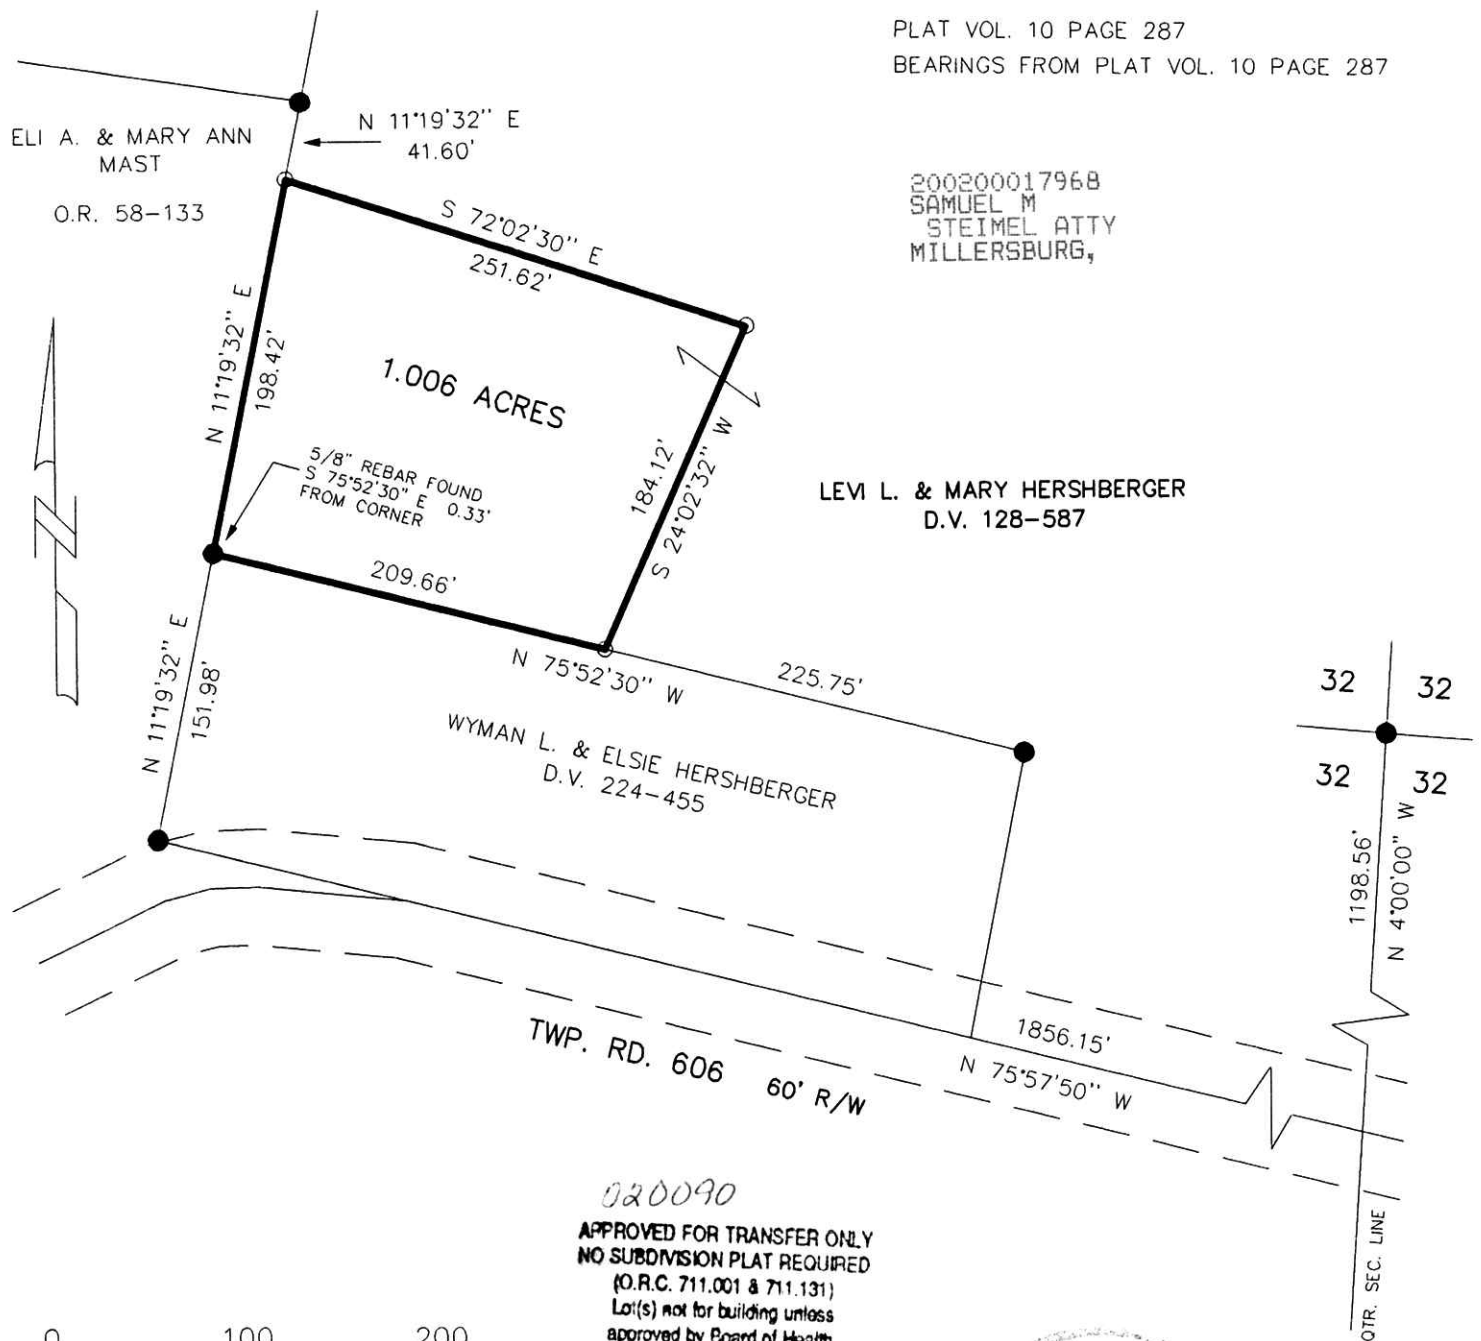 PLAT VOL. 10 PAGE 287
BEARINGS FROM PLAT VOL. 10 PAGE 287
N 11°19'32" E
41.60'
ELI A. & MARY ANN
MAST
O.R. 58-133
200200017968
SAMUEL M
STEIMEL ATTY
MILLERSBURG,
S 72°02'30" E
251.62'
N 11°19'32" E
198.42'
1.006 ACRES
5/8" REBAR FOUND
S 75°52'30" E 0.33'
FROM CORNER
184.12'
S 24°02'32" W
LEVI L. & MARY HERSHBERGER
D.V. 128-587
209.66'
N 75°52'30" W
225.75'
N 11°19'32" E
151.98'
WYMAN L. & ELSIE HERSHBERGER
D.V. 224-455
32 32
32 32
1198.56'
N 4°00'00" W
1856.15'
N 75°57'50" W
TWP. RD. 606 60' R/W
020090
APPROVED FOR TRANSFER ONLY
NO SUBDIVISION PLAT REQUIRED
(O.R.C. 711.001 & 711.131)
Lot(s) not for building unless
approved by Board of Health
QTR. SEC. LINE
0 100 200